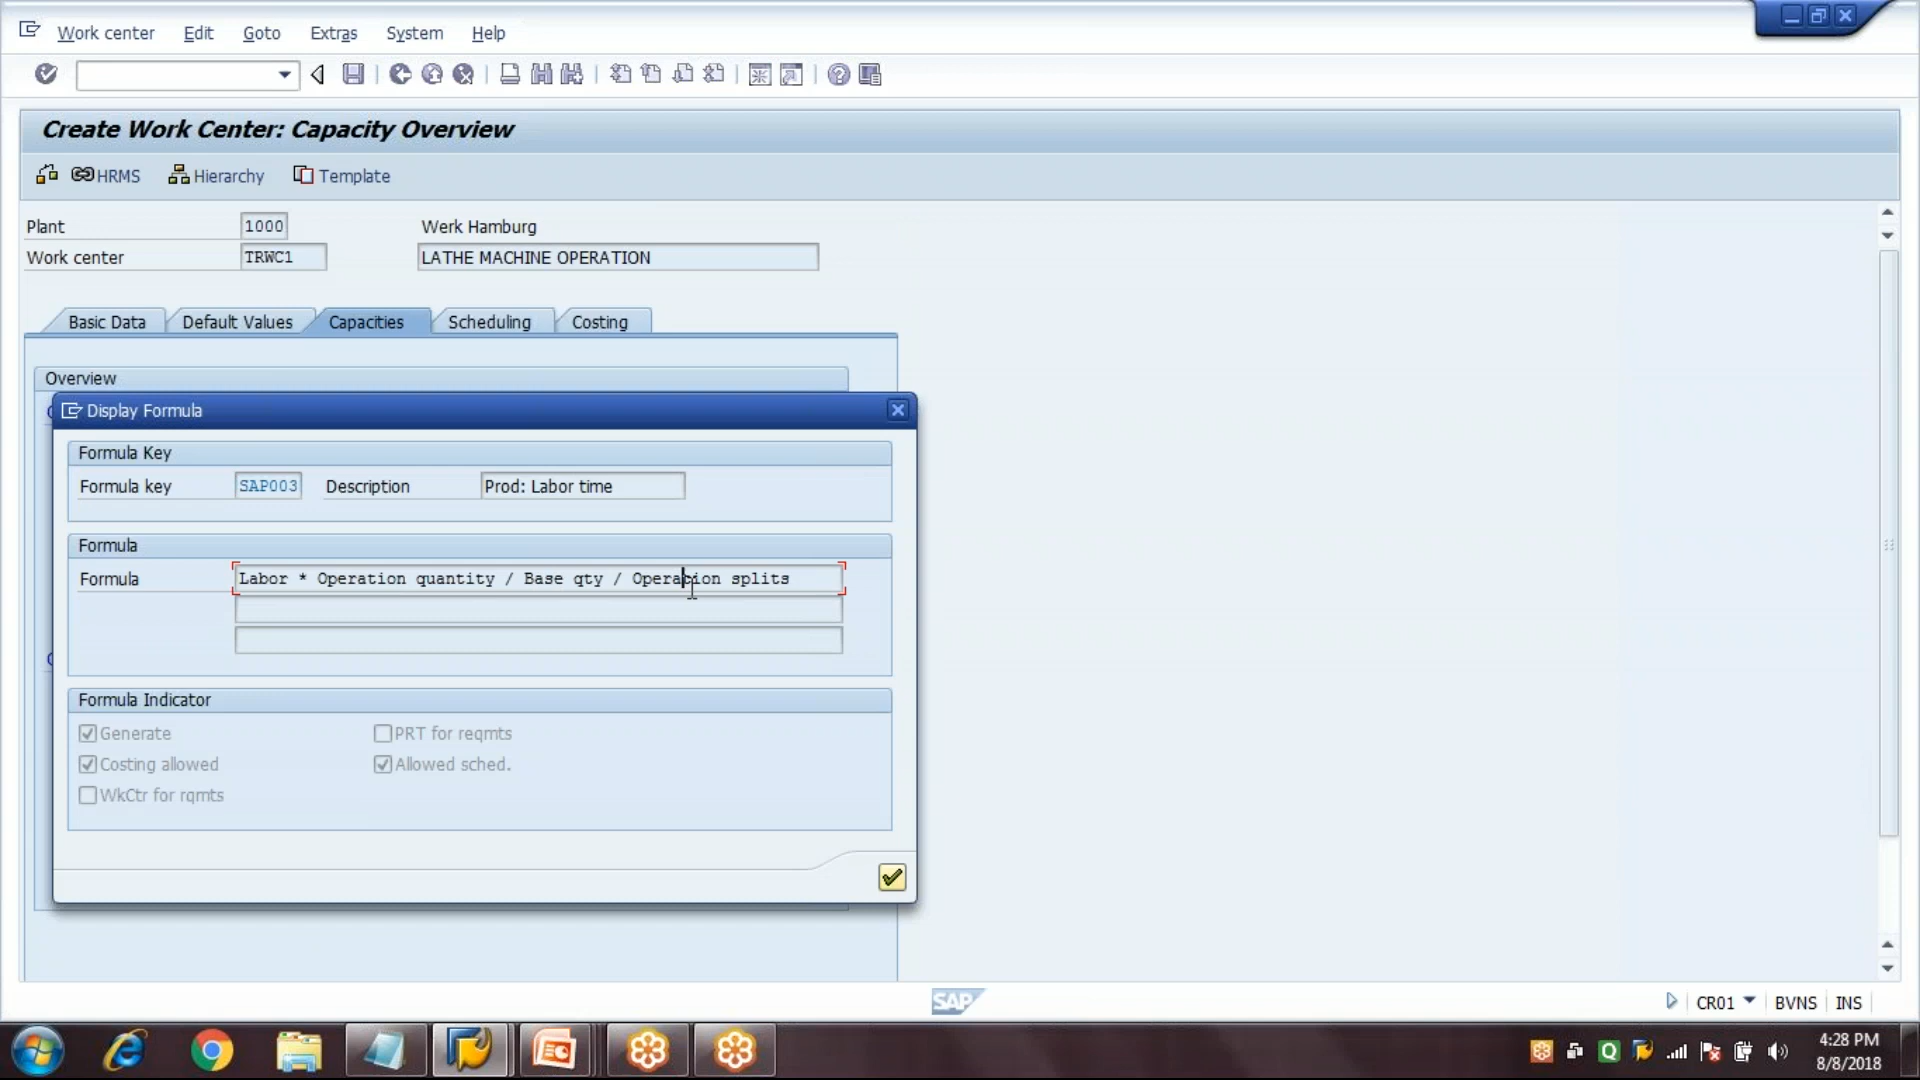 Work center Edit Goto Extras System Help
Create Work Center: Capacity Overview
HRMS Hierarchy Template
Plant 1000 Werk Hamburg
Work center TRWC1 LATHE MACHINE OPERATION
Basic Data Default Values Capacities Scheduling Costing
Overview
Display Formula
Formula Key
Formula key SAP003 Description Prod: Labor time
Formula
Formula Labor * Operation quantity / Base qty / Operation splits
Formula Indicator
Generate PRT for reqmts
Costing allowed Allowed sched.
WkCtr for rqmts
SAP CR01 BVNS INS
4:28 PM
8/8/2018